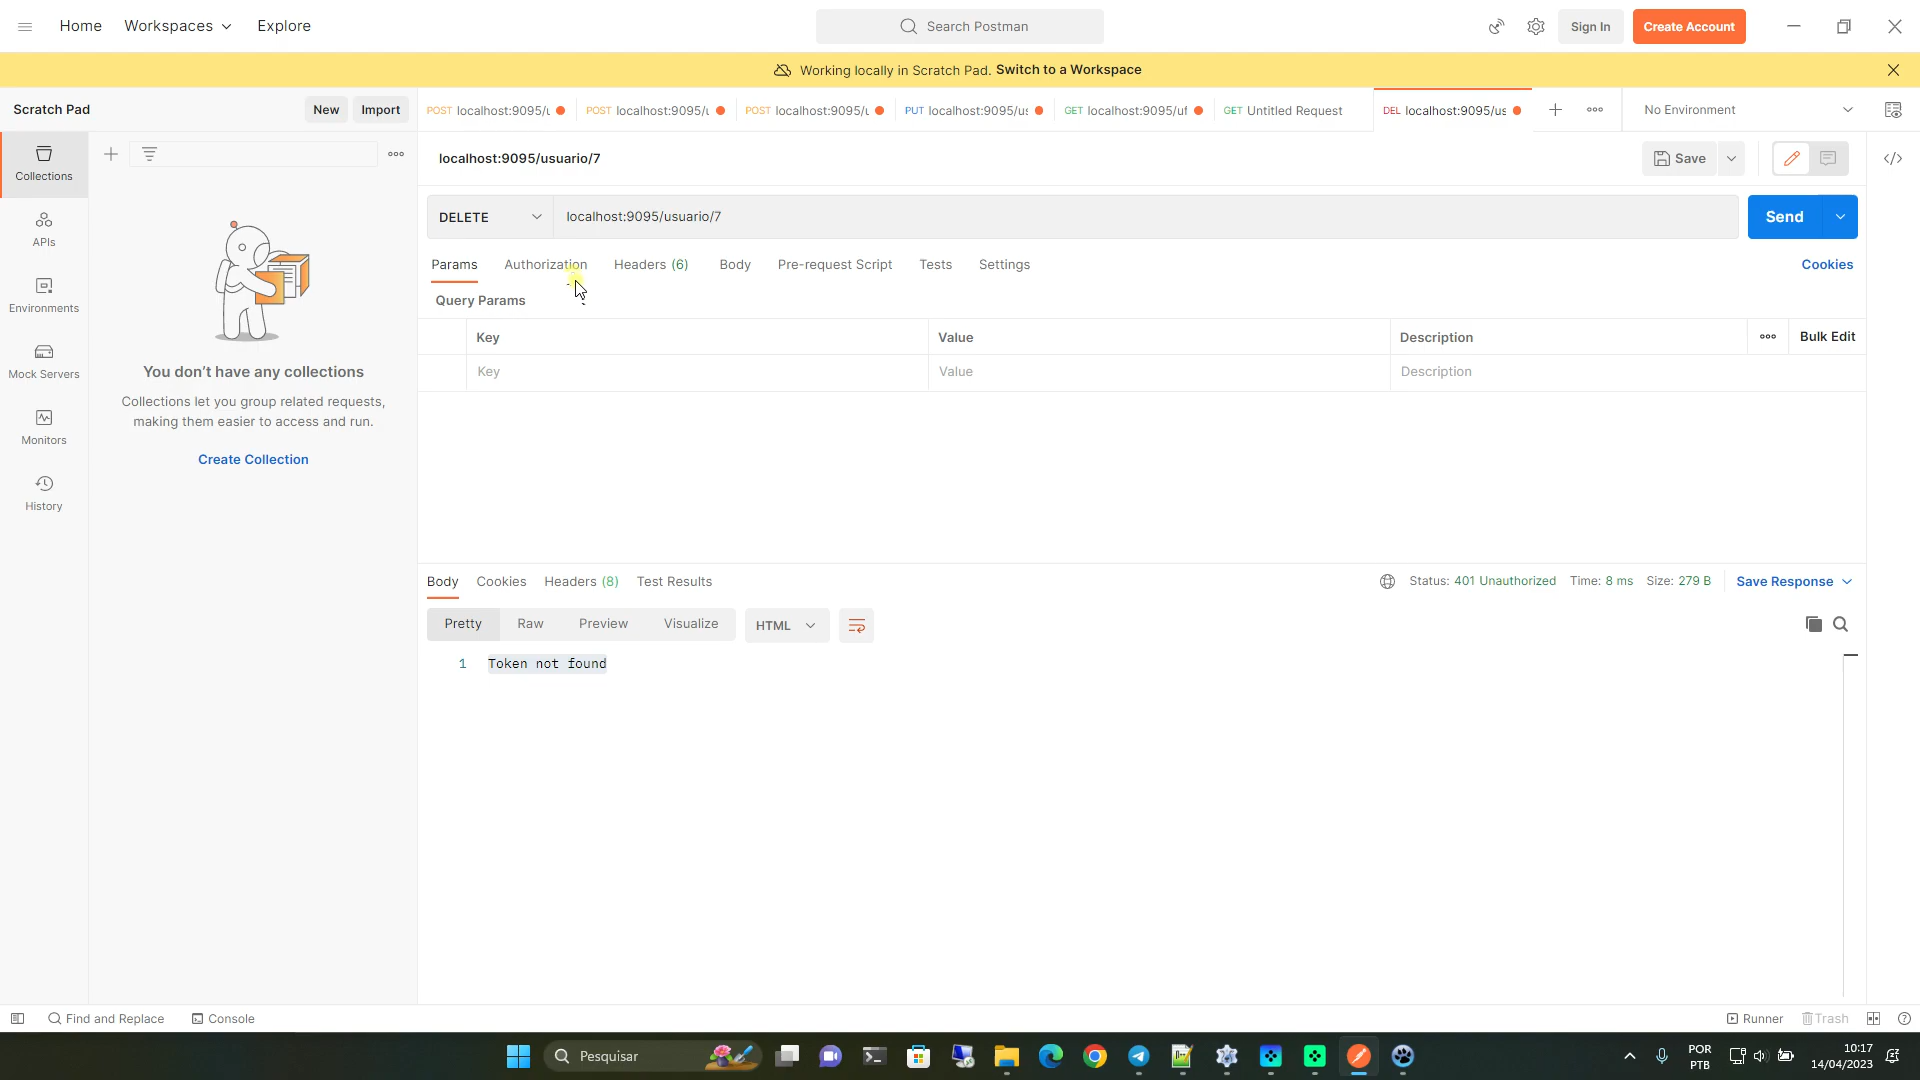 Home Workspaces Explore
Search Postman
Sign In Create Account
Working locally in Scratch Pad. Switch to a Workspace
Scratch Pad New Import
POST localhost:9095/u POST localhost:9095/u POST localhost:9095/u PUT localhost:9095/us GET localhost:9095/uf GET Untitled Request DEL localhost:9095/us No Environment
Collections
APIs
Environments
Mock Servers
Monitors
History
You don't have any collections
Collections let you group related requests,
making them easier to access and run.
Create Collection
localhost:9095/usuario/7 Save
DELETE localhost:9095/usuario/7 Send
Params Authorization Headers (6) Body Pre-request Script Tests Settings Cookies
Query Params
Key Value Description Bulk Edit
Key Value Description
Body Cookies Headers (8) Test Results Status: 401 Unauthorized Time: 8 ms Size: 279 B Save Response
Pretty Raw Preview Visualize HTML
1 Token not found
Find and Replace Console Runner Trash
Pesquisar
POR
PTB
10:17
14/04/2023